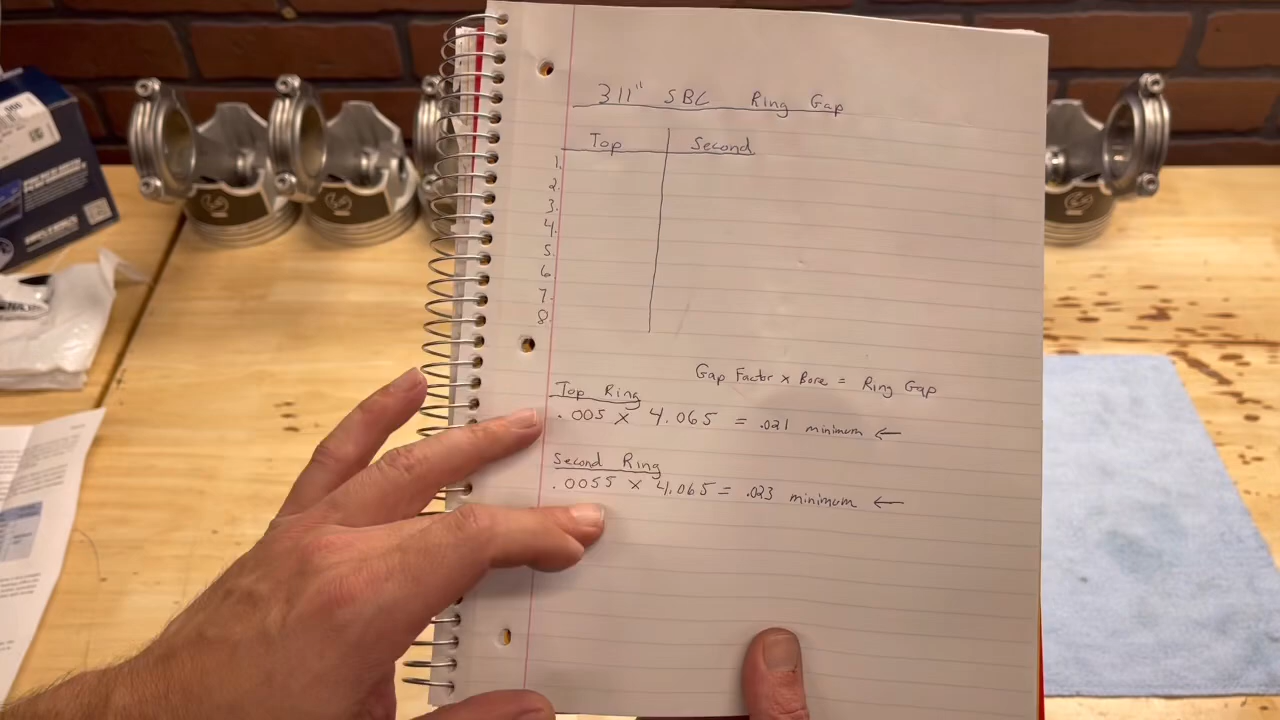 311" SBC Ring Gap
Top Second
1.
2.
3.
4.
5.
6.
7.
8.
Gap Factor x Bore = Ring Gap
Top Ring
.005 x 4.065 = .021 minimum ←
Second Ring
.0055 x 4.065 = .023 minimum ←